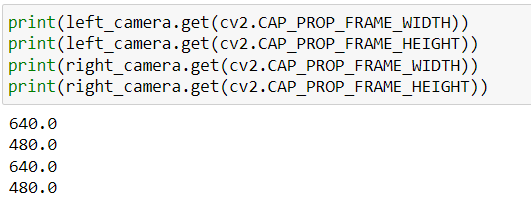 print(left_camera.get(cv2.CAP_PROP_FRAME_WIDTH))
print(left_camera.get(cv2.CAP_PROP_FRAME_HEIGHT))
print(right_camera.get(cv2.CAP_PROP_FRAME_WIDTH))
print(right_camera.get(cv2.CAP_PROP_FRAME_HEIGHT))
640.0
480.0
640.0
480.0